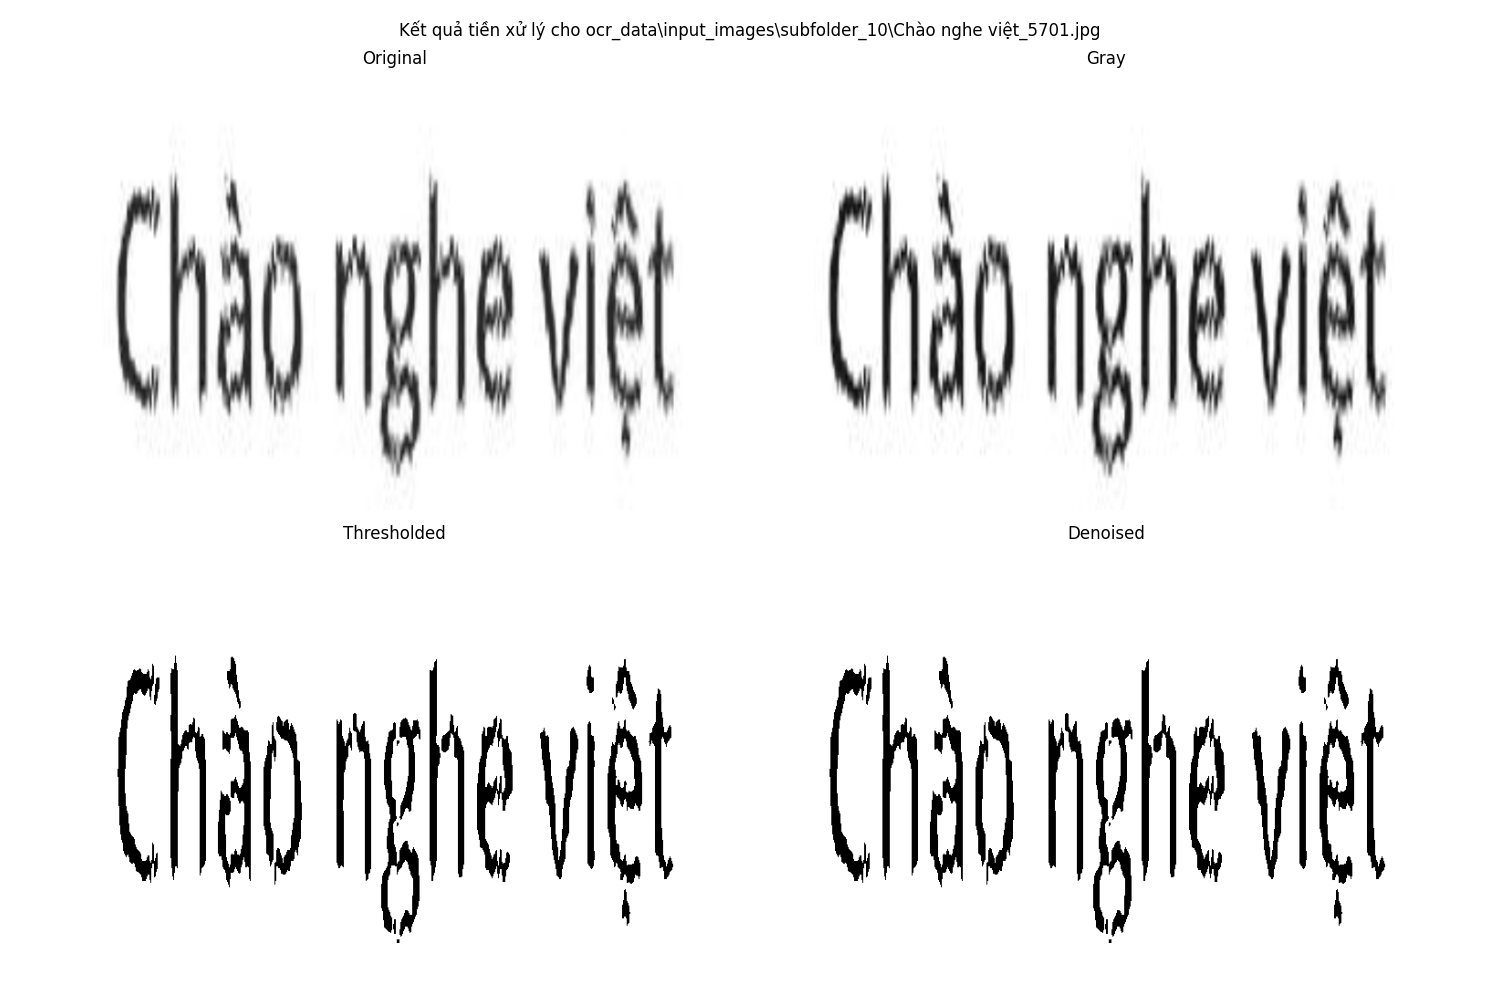 Kết quả tiền xử lý cho ocr_data\input_images\subfolder_10\Chào nghe việt_5701.jpg
Original
Gray
Chào nghe việt
Chào nghe việt
Thresholded
Denoised
Chào nghe việt
Chào nghe việt